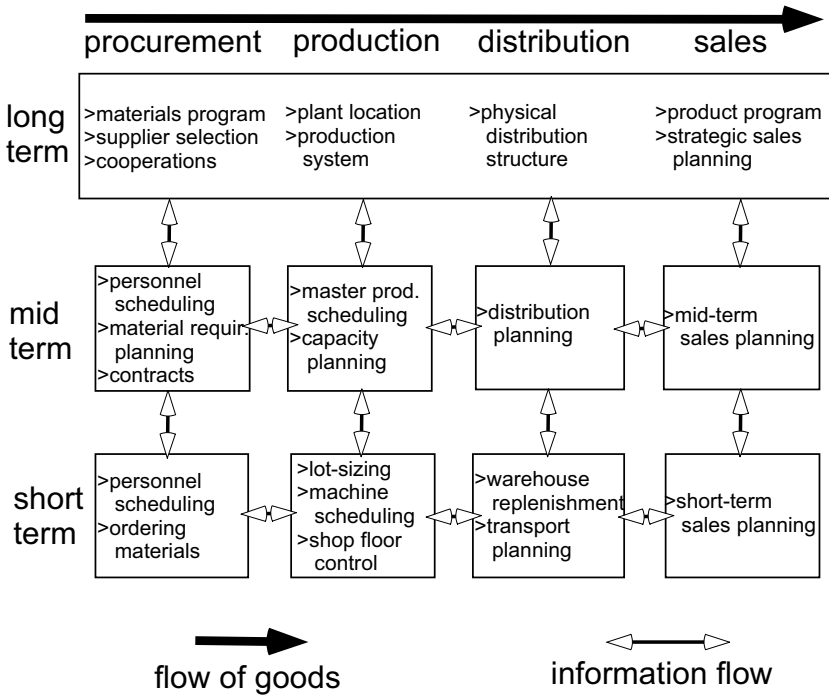 procurement production distribution sales
long
term
>materials program
>supplier selection
>cooperations
>plant location
>production
system
>physical
distribution
structure
>product program
>strategic sales
planning
mid
term
>personnel
scheduling
>material requir.
planning
>contracts
>master prod.
scheduling
>capacity
planning
>distribution
planning
>mid-term
sales planning
short
term
>personnel
scheduling
>ordering
materials
>lot-sizing
>machine
scheduling
>shop floor
control
>warehouse
replenishment
>transport
planning
>short-term
sales planning
flow of goods
information flow